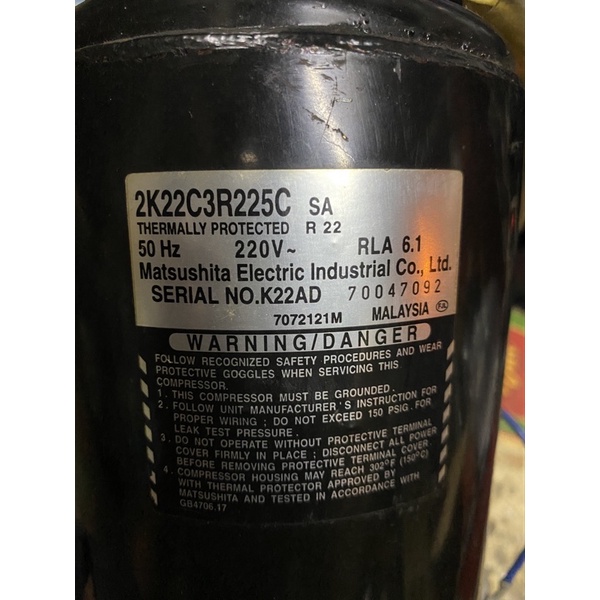 2K22C3R225C SA
THERMALLY PROTECTED R 22
50 Hz 220V~ RLA 6.1
Matsushita Electric Industrial Co., Ltd.
SERIAL NO.K22AD 70047092
7072121M MALAYSIA
WARNING/DANGER
FOLLOW RECOGNIZED SAFETY PROCEDURES AND WEAR
PROTECTIVE GOGGLES WHEN SERVICING THIS
COMPRESSOR.
1. THIS COMPRESSOR MUST BE GROUNDED.
2. FOLLOW UNIT MANUFACTURER'S INSTRUCTION FOR
PROPER WIRING ; DO NOT EXCEED 150 PSIG. FOR
LEAK TEST PRESSURE.
3. DO NOT OPERATE WITHOUT PROTECTIVE TERMINAL
COVER FIRMLY IN PLACE ; DISCONNECT ALL POWER
BEFORE REMOVING PROTECTIVE TERMINAL COVER.
4. COMPRESSOR HOUSING MAY REACH 302°F (150°C)
WITH THERMAL PROTECTOR APPROVED BY
MATSUSHITA AND TESTED IN ACCORDANCE WITH
GB4706.17